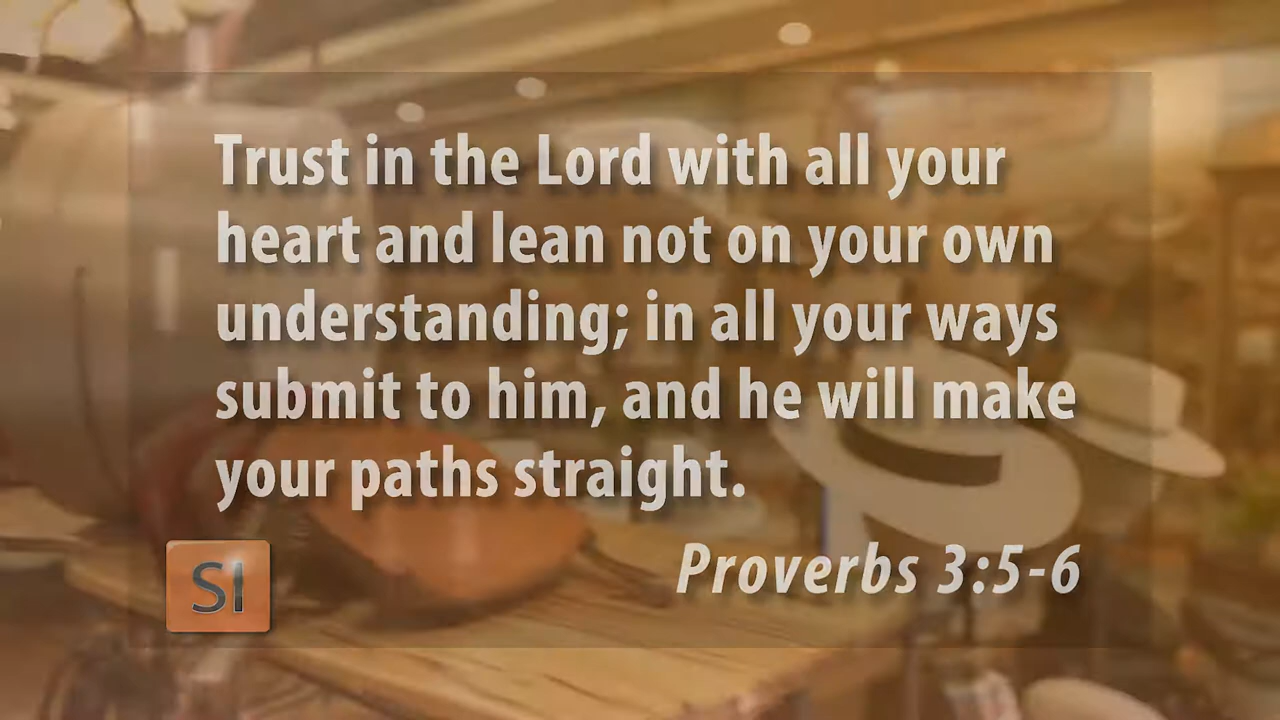 Trust in the Lord with all your
heart and lean not on your own
understanding; in all your ways
submit to him, and he will make
your paths straight.
Proverbs 3:5-6
SI